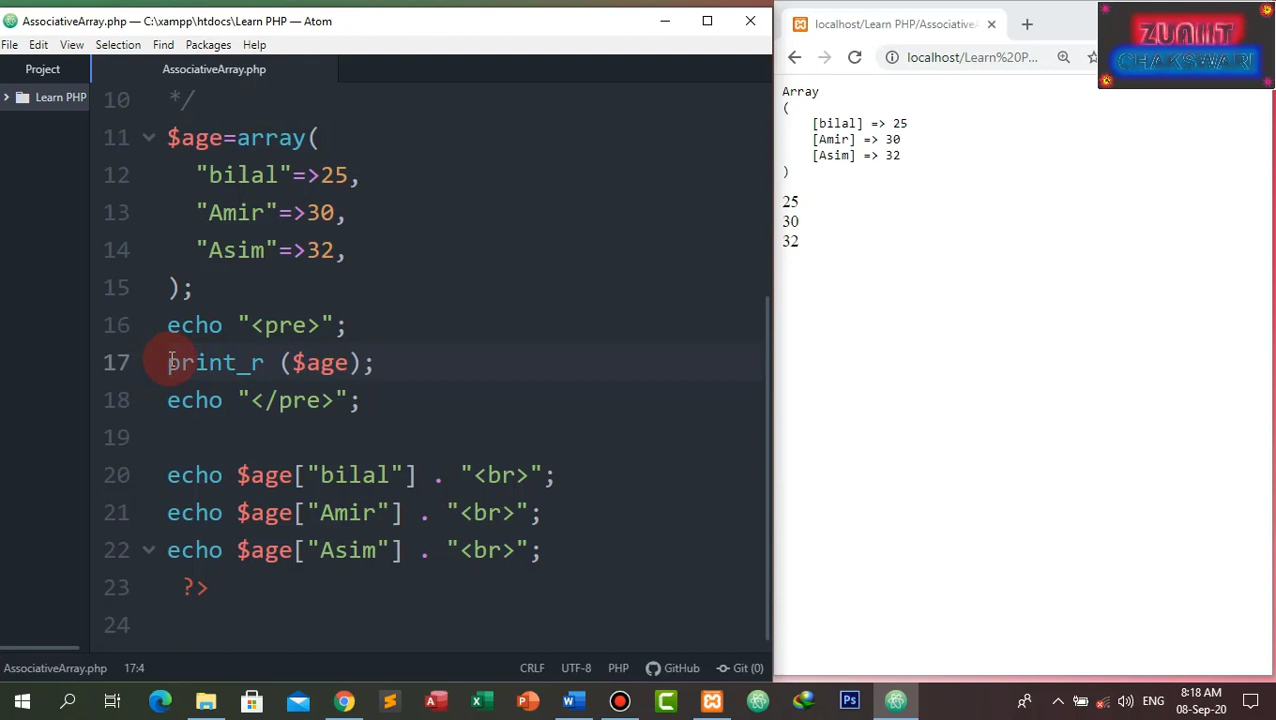 AssociativeArray.php — C:\xampp\htdocs\Learn PHP — Atom
File Edit View Selection Find Packages Help
Project
AssociativeArray.php
Learn PHP
10 */
11 $age=array(
12 "bilal"=>25,
13 "Amir"=>30,
14 "Asim"=>32,
15 );
16 echo "<pre>";
17 print_r ($age);
18 echo "</pre>";
19
20 echo $age["bilal"] . "<br>";
21 echo $age["Amir"] . "<br>";
22 echo $age["Asim"] . "<br>";
23 ?>
24
AssociativeArray.php 17:4 CRLF UTF-8 PHP GitHub Git (0)
localhost/Learn PHP/Associative
localhost/Learn%20P...
ZUAIIT
CHAKSWARI
Array
(
[bilal] => 25
[Amir] => 30
[Asim] => 32
)
25
30
32
ENG
8:18 AM
08-Sep-20